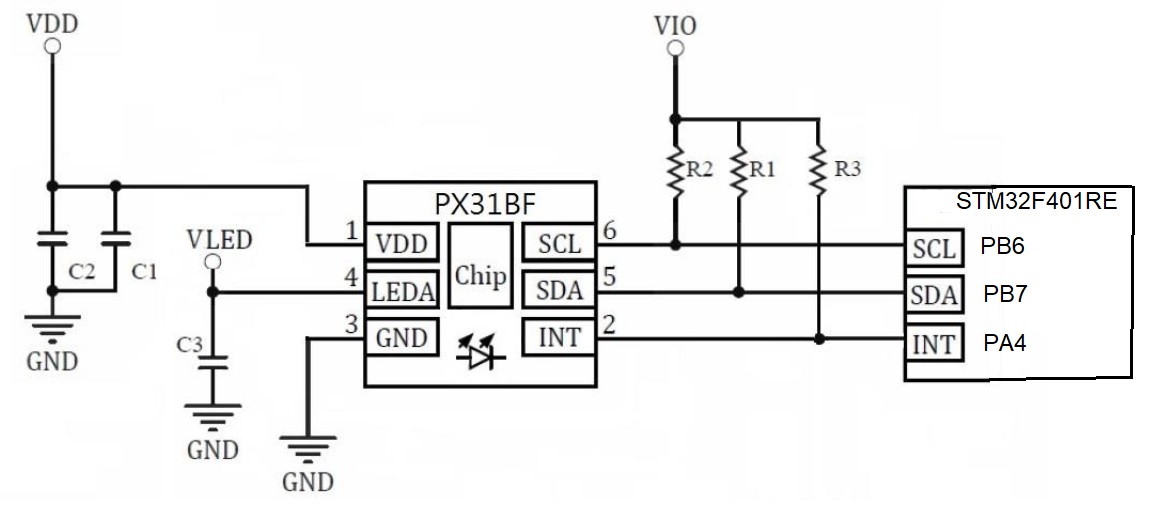 VDD
VIO
R2
R1
R3
PX31BF
STM32F401RE
1
VDD
SCL
6
SCL
PB6
VLED
C2
C1
4
LEDA
Chip
SDA
5
SDA
PB7
3
GND
INT
2
INT
PA4
C3
GND
GND
GND